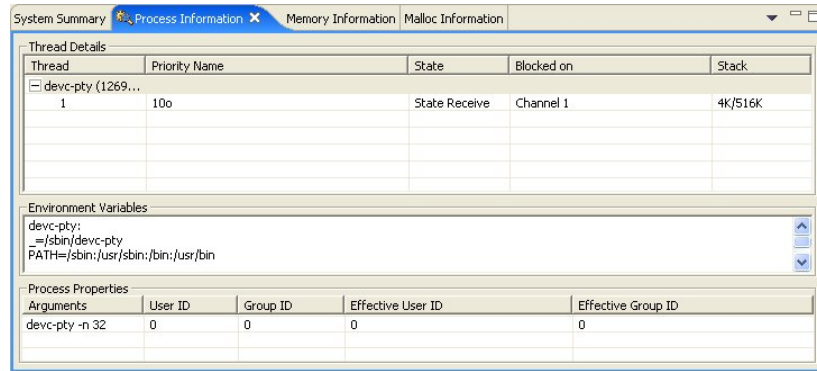 System Summary Process Information Memory Information Malloc Information
Thread Details
Thread Priority Name State Blocked on Stack
devc-pty (1269...
1 10o State Receive Channel 1 4K/516K
Environment Variables
devc-pty:
_=/sbin/devc-pty
PATH=/sbin:/usr/sbin:/bin:/usr/bin
Process Properties
Arguments User ID Group ID Effective User ID Effective Group ID
devc-pty -n 32 0 0 0 0